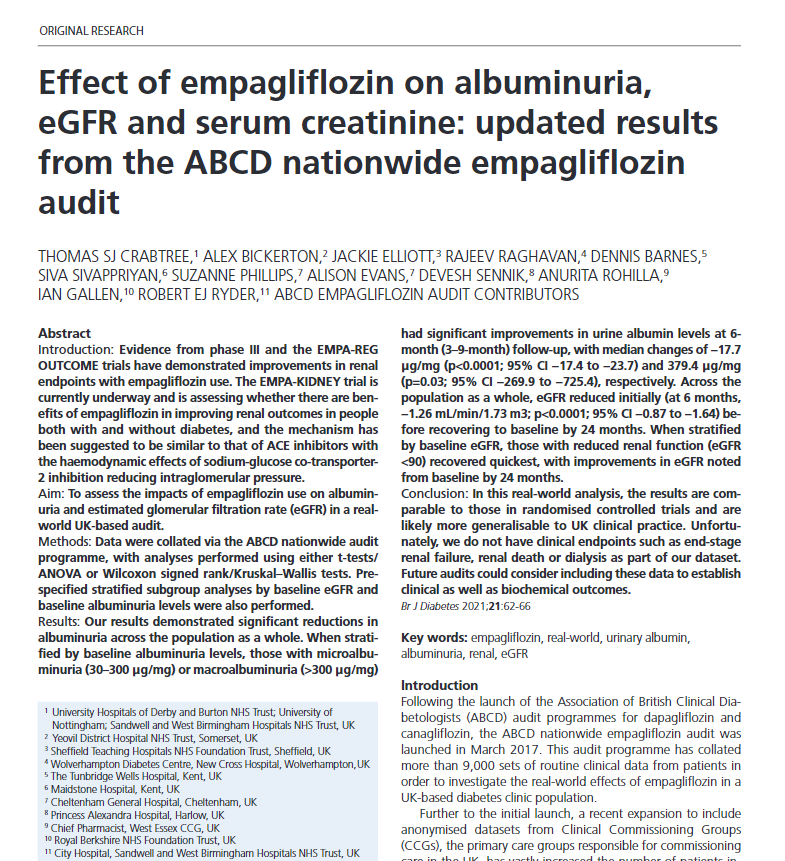 ORIGINAL RESEARCH
Effect of empagliflozin on albuminuria,
eGFR and serum creatinine: updated results
from the ABCD nationwide empagliflozin
audit
THOMAS SJ CRABTREE,¹ ALEX BICKERTON,² JACKIE ELLIOTT,³ RAJEEV RAGHAVAN,⁴ DENNIS BARNES,⁵
SIVA SIVAPPRIYAN,⁶ SUZANNE PHILLIPS,⁷ ALISON EVANS,⁷ DEVESH SENNIK,⁸ ANURITA ROHILLA,⁹
IAN GALLEN,¹⁰ ROBERT EJ RYDER,¹¹ ABCD EMPAGLIFLOZIN AUDIT CONTRIBUTORS
Abstract
Introduction: Evidence from phase III and the EMPA-REG
OUTCOME trials have demonstrated improvements in renal
endpoints with empagliflozin use. The EMPA-KIDNEY trial is
currently underway and is assessing whether there are ben-
efits of empagliflozin in improving renal outcomes in people
both with and without diabetes, and the mechanism has
been suggested to be similar to that of ACE inhibitors with
the haemodynamic effects of sodium-glucose co-transporter-
2 inhibition reducing intraglomerular pressure.
Aim: To assess the impacts of empagliflozin use on albumin-
uria and estimated glomerular filtration rate (eGFR) in a real-
world UK-based audit.
Methods: Data were collated via the ABCD nationwide audit
programme, with analyses performed using either t-tests/
ANOVA or Wilcoxon signed rank/Kruskal–Wallis tests. Pre-
specified stratified subgroup analyses by baseline eGFR and
baseline albuminuria levels were also performed.
Results: Our results demonstrated significant reductions in
albuminuria across the population as a whole. When strati-
fied by baseline albuminuria levels, those with microalbu-
minuria (30–300 µg/mg) or macroalbuminuria (>300 µg/mg)
¹ University Hospitals of Derby and Burton NHS Trust; University of
Nottingham; Sandwell and West Birmingham Hospitals NHS Trust, UK
² Yeovil District Hospital NHS Trust, Somerset, UK
³ Sheffield Teaching Hospitals NHS Foundation Trust, Sheffield, UK
⁴ Wolverhampton Diabetes Centre, New Cross Hospital, Wolverhampton,UK
⁵ The Tunbridge Wells Hospital, Kent, UK
⁶ Maidstone Hospital, Kent, UK
⁷ Cheltenham General Hospital, Cheltenham, UK
⁸ Princess Alexandra Hospital, Harlow, UK
⁹ Chief Pharmacist, West Essex CCG, UK
¹⁰ Royal Berkshire NHS Foundation Trust, UK
¹¹ City Hospital, Sandwell and West Birmingham Hospitals NHS Trust, UK
had significant improvements in urine albumin levels at 6-
month (3–9-month) follow-up, with median changes of –17.7
µg/mg (p<0.0001; 95% CI –17.4 to –23.7) and 379.4 µg/mg
(p=0.03; 95% CI –269.9 to –725.4), respectively. Across the
population as a whole, eGFR reduced initially (at 6 months,
–1.26 mL/min/1.73 m3; p<0.0001; 95% CI –0.87 to –1.64) be-
fore recovering to baseline by 24 months. When stratified
by baseline eGFR, those with reduced renal function (eGFR
<90) recovered quickest, with improvements in eGFR noted
from baseline by 24 months.
Conclusion: In this real-world analysis, the results are com-
parable to those in randomised controlled trials and are
likely more generalisable to UK clinical practice. Unfortu-
nately, we do not have clinical endpoints such as end-stage
renal failure, renal death or dialysis as part of our dataset.
Future audits could consider including these data to establish
clinical as well as biochemical outcomes.
Br J Diabetes 2021;21:62-66
Key words: empagliflozin, real-world, urinary albumin,
albuminuria, renal, eGFR
Introduction
Following the launch of the Association of British Clinical Dia-
betologists (ABCD) audit programmes for dapagliflozin and
canagliflozin, the ABCD nationwide empagliflozin audit was
launched in March 2017. This audit programme has collated
more than 9,000 sets of routine clinical data from patients in
order to investigate the real-world effects of empagliflozin in a
UK-based diabetes clinic population.
Further to the initial launch, a recent expansion to include
anonymised datasets from Clinical Commissioning Groups
(CCGs), the primary care groups responsible for commissioning
care in the UK, has vastly increased the number of patients in-